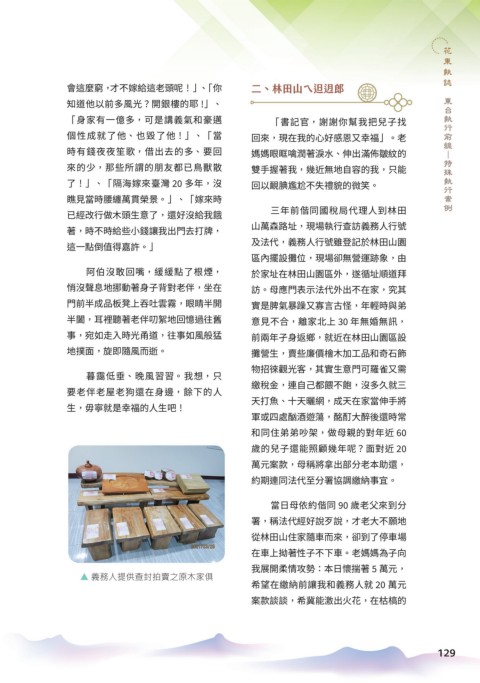 花東執誌 東台執行前線—特殊執行案例
會這麼窮，才不嫁給這老頭呢！」、「你
知道他以前多風光？開銀樓的耶！」、
「身家有一億多，可是講義氣和豪邁
個性成就了他、也毀了他！」、「當
時有錢夜夜笙歌，借出去的多、要回
來的少，那些所謂的朋友都已鳥獸散
了！」、「隔海嫁來臺灣 20 多年，沒
瞧見當時腰纏萬貫榮景。」、「嫁來時
已經改行做木頭生意了，還好沒給我餓
著，時不時給些小錢讓我出門去打牌，
這一點倒值得嘉許。」
阿伯沒敢回嘴，緩緩點了根煙，
悄沒聲息地挪動著身子背對老伴，坐在
門前半成品板凳上吞吐雲霧，眼睛半開
半闔，耳裡聽著老伴叨絮地回憶過往舊
事，宛如走入時光甬道，往事如風般猛
地撲面，旋即隨風而逝。
暮靄低垂、晚風習習。我想，只
要老伴老屋老狗還在身邊，餘下的人
生，毋寧就是幸福的人生吧！
▲ 義務人提供查封拍賣之原木家俱
二、林田山ㄟ𨑨迌郎
「書記官，謝謝你幫我把兒子找
回來，現在我的心好感恩又幸福」。老
媽媽眼眶噙潤著淚水、伸出滿佈皺紋的
雙手握著我，幾近無地自容的我，只能
回以靦腆尷尬不失禮貌的微笑。
三年前偕同國稅局代理人到林田
山萬森路址，現場執行查訪義務人行號
及法代，義務人行號雖登記於林田山園
區內擺設攤位，現場卻無營運跡象，由
於家址在林田山園區外，遂循址順道拜
訪。母應門表示法代外出不在家，究其
實是脾氣暴躁又寡言古怪，年輕時與弟
意見不合，離家北上 30 年無婚無訊，
前兩年孑身返鄉，就近在林田山園區設
攤營生，賣些廉價檜木加工品和奇石飾
物招徠觀光客，其實生意門可羅雀又需
繳稅金，連自己都餵不飽，沒多久就三
天打魚、十天曬網，成天在家當伸手將
軍或四處酗酒遊蕩，酩酊大醉後還時常
和同住弟弟吵架，做母親的對年近 60
歲的兒子還能照顧幾年呢？面對近 20
萬元案款，母稱將拿出部分老本助還，
約期連同法代至分署協調繳納事宜。
當日母依約偕同 90 歲老父來到分
署，稱法代經好說歹說，才老大不願地
從林田山住家隨車而來，卻到了停車場
在車上拗著性子不下車。老媽媽為子向
我展開柔情攻勢：本日懷揣著 5 萬元，
希望在繳納前讓我和義務人就 20 萬元
案款談談，希冀能激出火花，在枯槁的
129